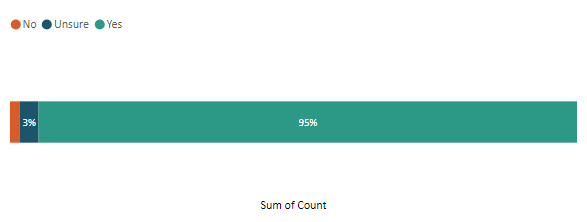 No Unsure Yes
3% 95%
Sum of Count